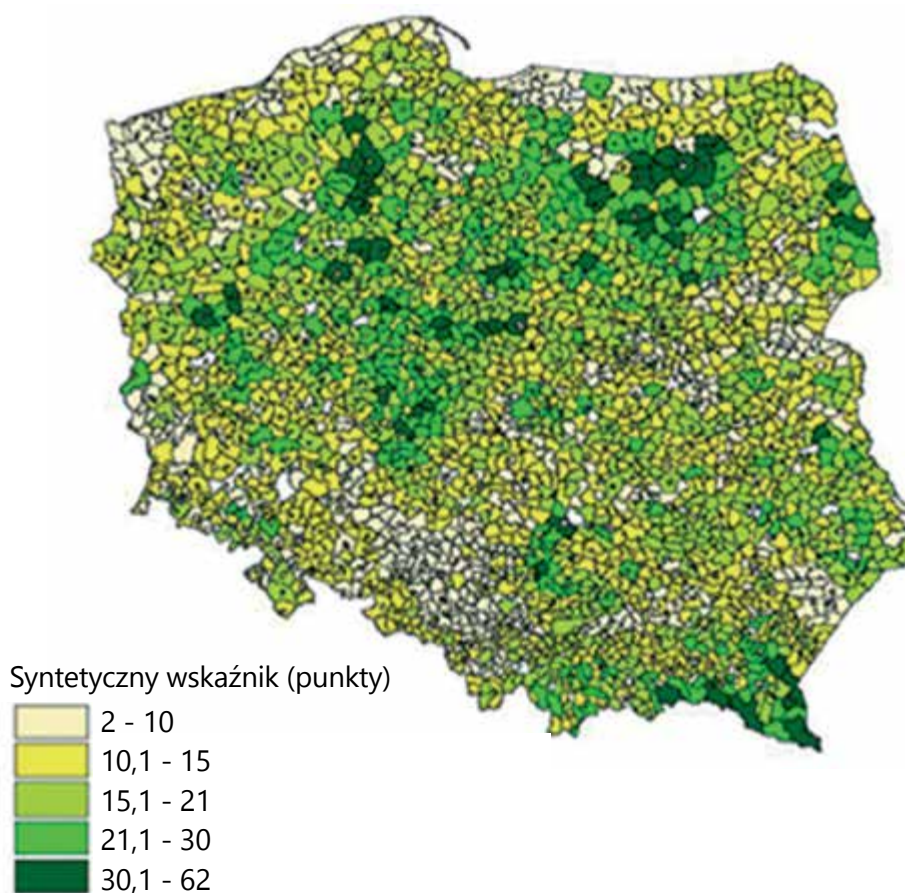 Syntetyczny wskaźnik (punkty)
2 - 10
10,1 - 15
15,1 - 21
21,1 - 30
30,1 - 62